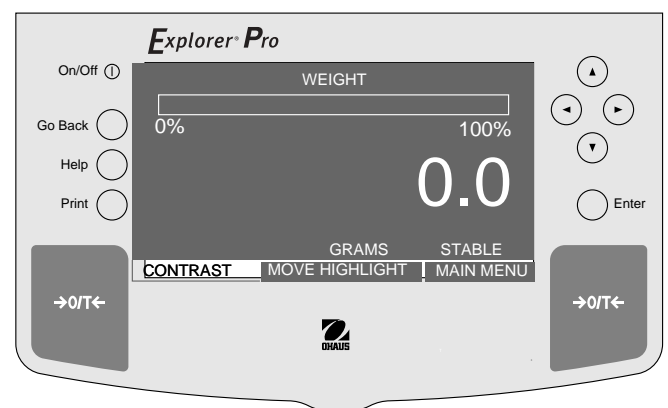 Explorer® Pro
On/Off
WEIGHT
Go Back
0% 100%
Help
0.0
Print
Enter
GRAMS STABLE
CONTRAST MOVE HIGHLIGHT MAIN MENU
→0/T← →0/T←
OHAUS